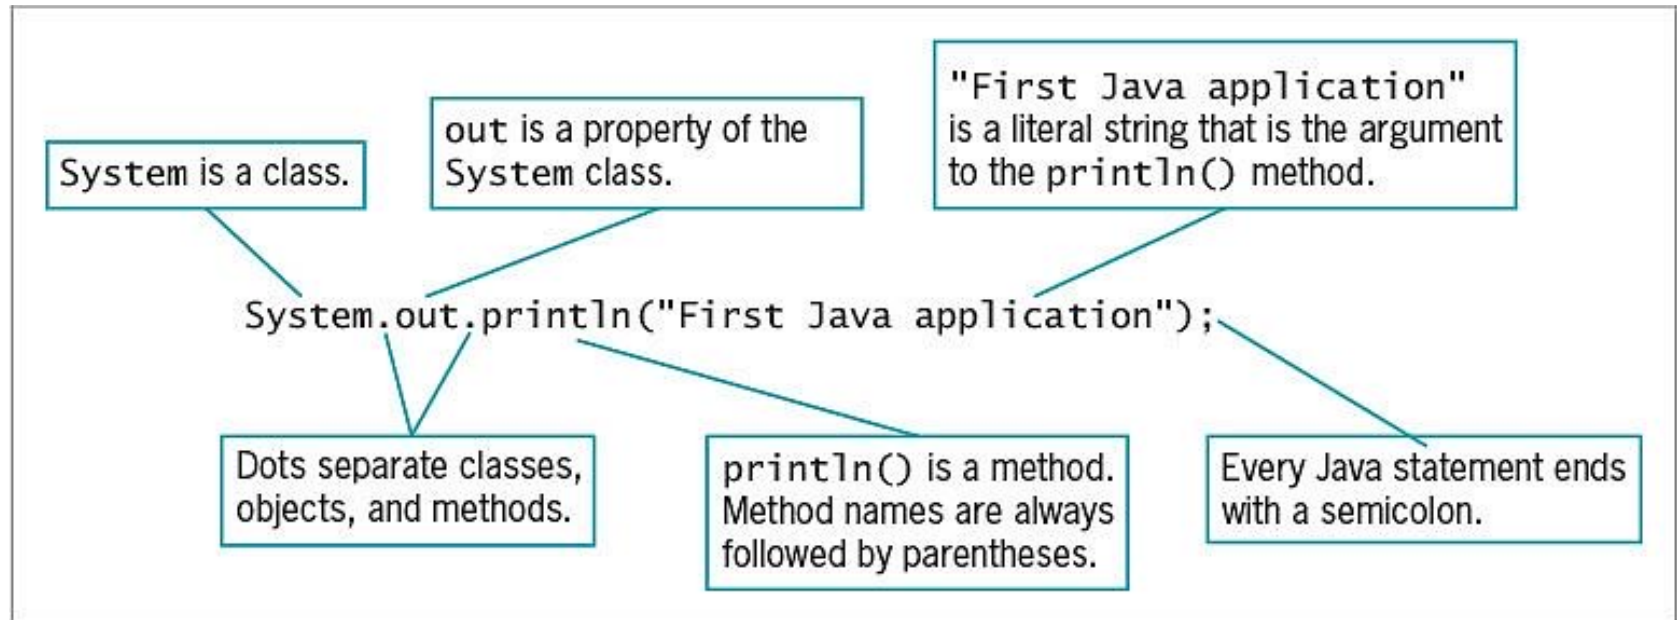 System is a class.
out is a property of the
System class.
"First Java application"
is a literal string that is the argument
to the println() method.
System.out.println("First Java application");
Dots separate classes,
objects, and methods.
println() is a method.
Method names are always
followed by parentheses.
Every Java statement ends
with a semicolon.